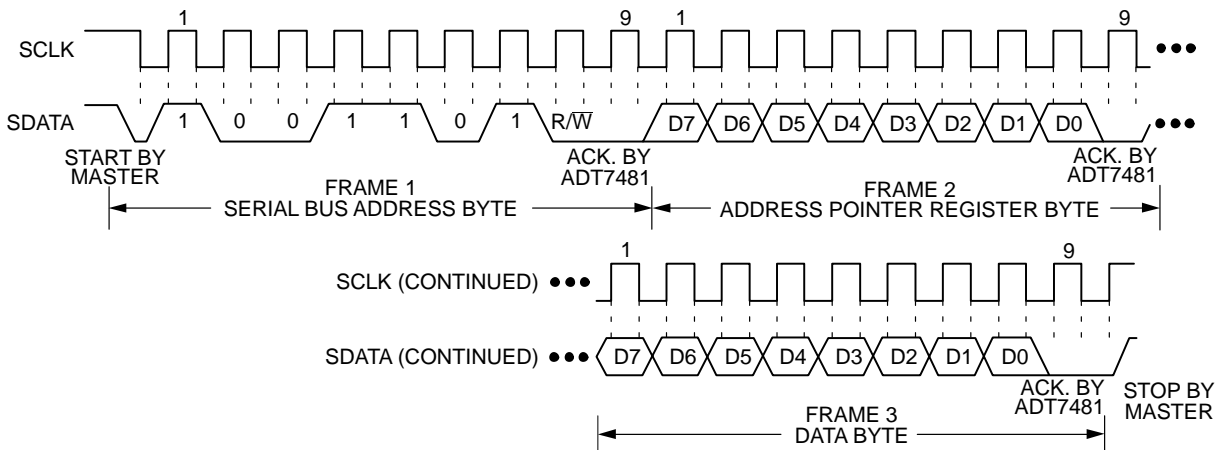 1 9 1 9
SCLK
SDATA 1 0 0 1 1 0 1 R/W̅ D7 D6 D5 D4 D3 D2 D1 D0
START BY
MASTER
ACK. BY
ADT7481
ACK. BY
ADT7481
FRAME 1
SERIAL BUS ADDRESS BYTE
FRAME 2
ADDRESS POINTER REGISTER BYTE
1 9
SCLK (CONTINUED)
SDATA (CONTINUED) D7 D6 D5 D4 D3 D2 D1 D0
ACK. BY
ADT7481
STOP BY
MASTER
FRAME 3
DATA BYTE